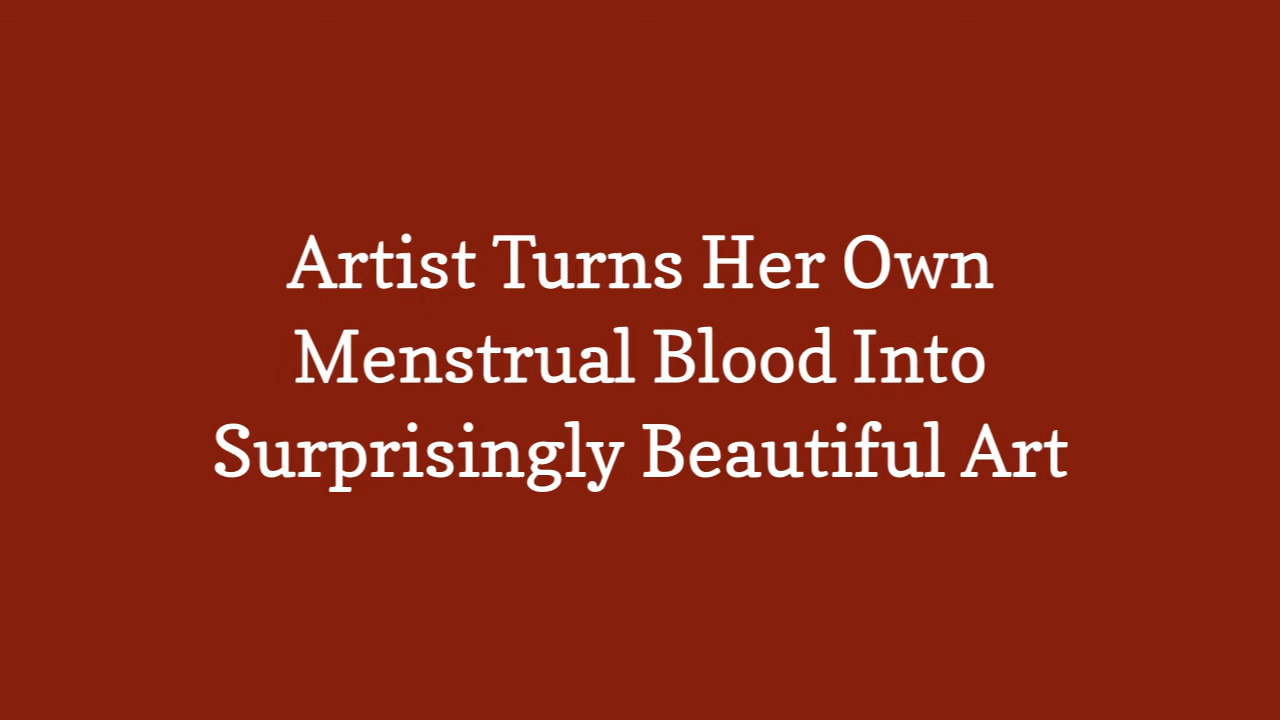 Artist Turns Her Own
Menstrual Blood Into
Surprisingly Beautiful Art